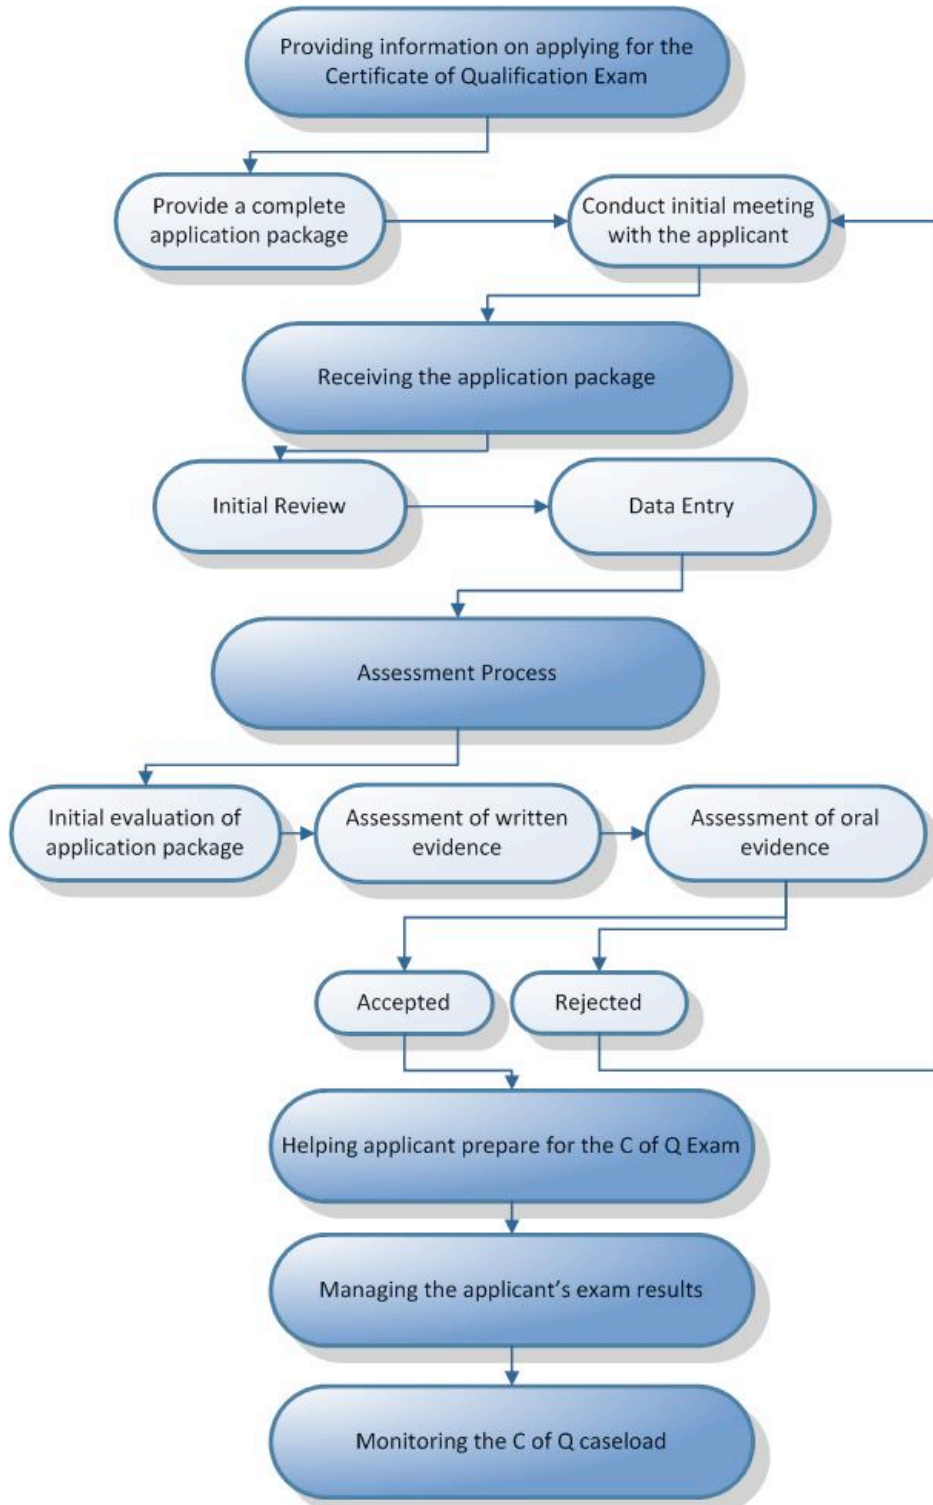 Providing information on applying for the
Certificate of Qualification Exam
Provide a complete
application package
Conduct initial meeting
with the applicant
Receiving the application package
Initial Review
Data Entry
Assessment Process
Initial evaluation of
application package
Assessment of written
evidence
Assessment of oral
evidence
Accepted
Rejected
Helping applicant prepare for the C of Q Exam
Managing the applicant’s exam results
Monitoring the C of Q caseload